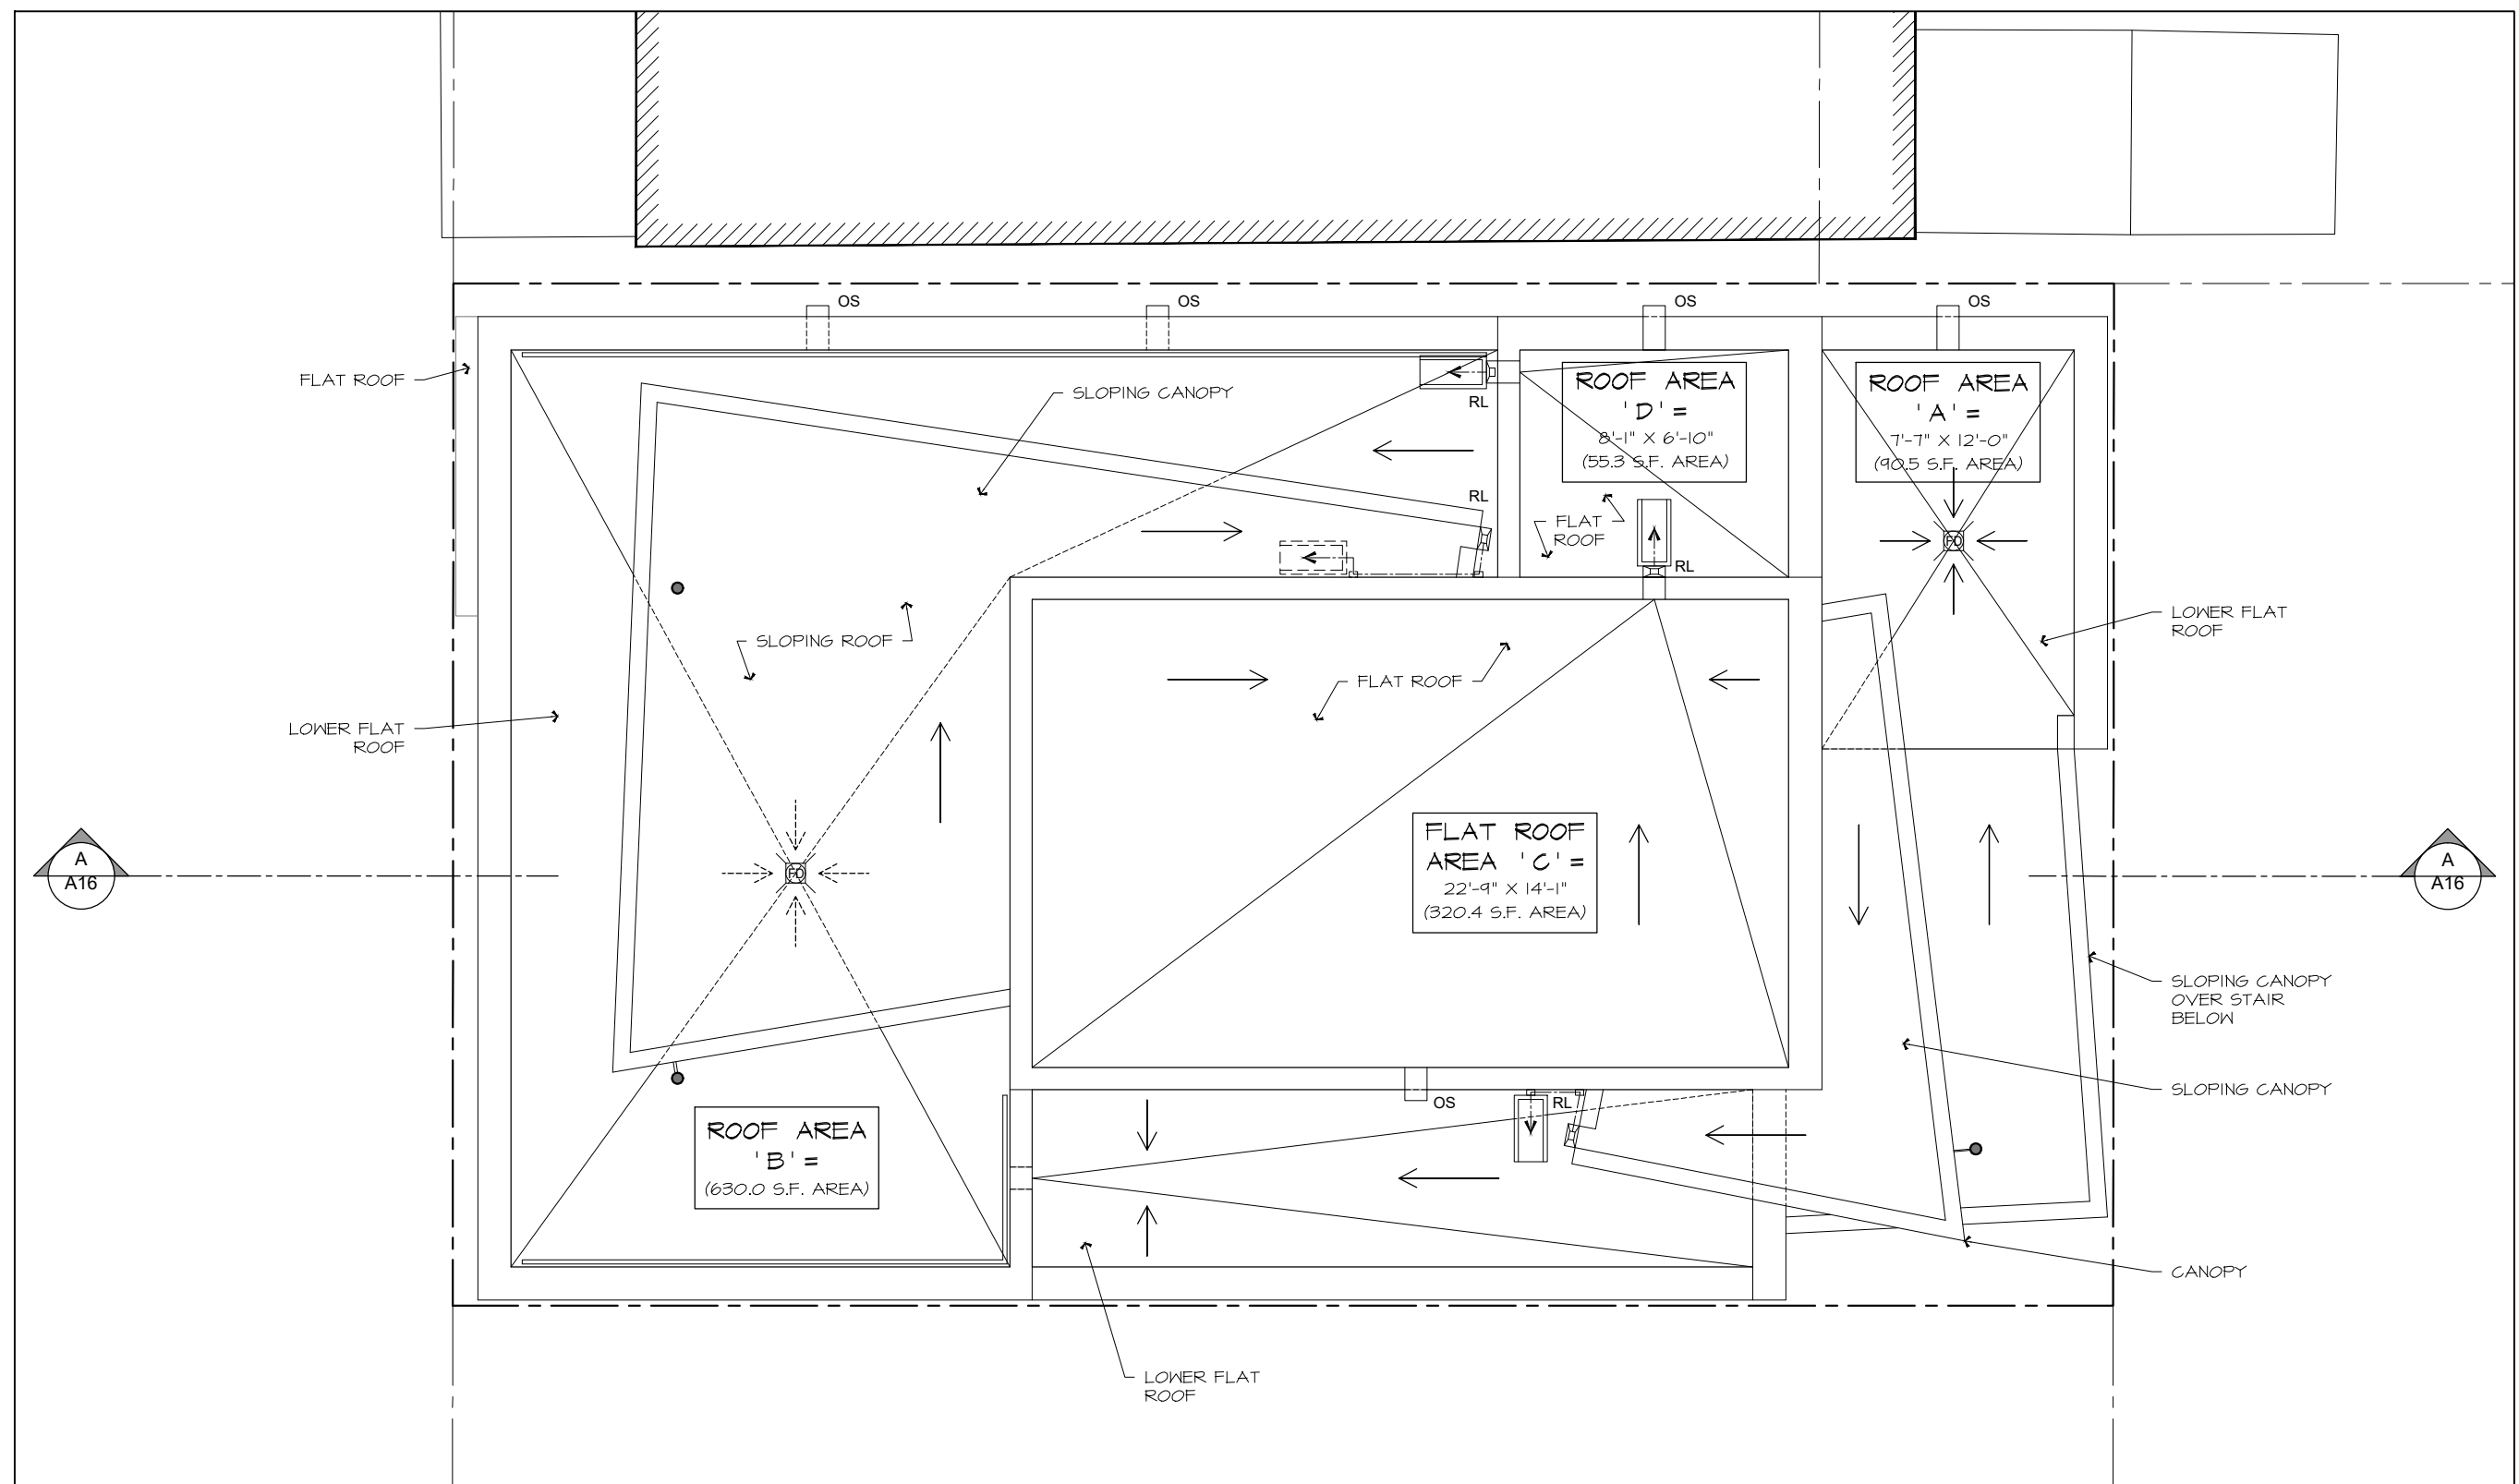 OS
OS
OS
OS
FLAT ROOF
SLOPING CANOPY
RL
ROOF AREA
'D'=
8'-1" X 6'-10"
(55.3 S.F. AREA)
ROOF AREA
'A'=
7'-7" X 12'-0"
(90.5 S.F. AREA)
RL
FLAT
ROOF
FD
RL
LOWER FLAT
ROOF
SLOPING ROOF
FLAT ROOF
LOWER FLAT
ROOF
FLAT ROOF
AREA 'C'=
22'-9" X 14'-1"
(320.4 S.F. AREA)
A
A16
FD
A
A16
SLOPING CANOPY
OVER STAIR
BELOW
SLOPING CANOPY
OS
RL
ROOF AREA
'B'=
(630.0 S.F. AREA)
CANOPY
LOWER FLAT
ROOF